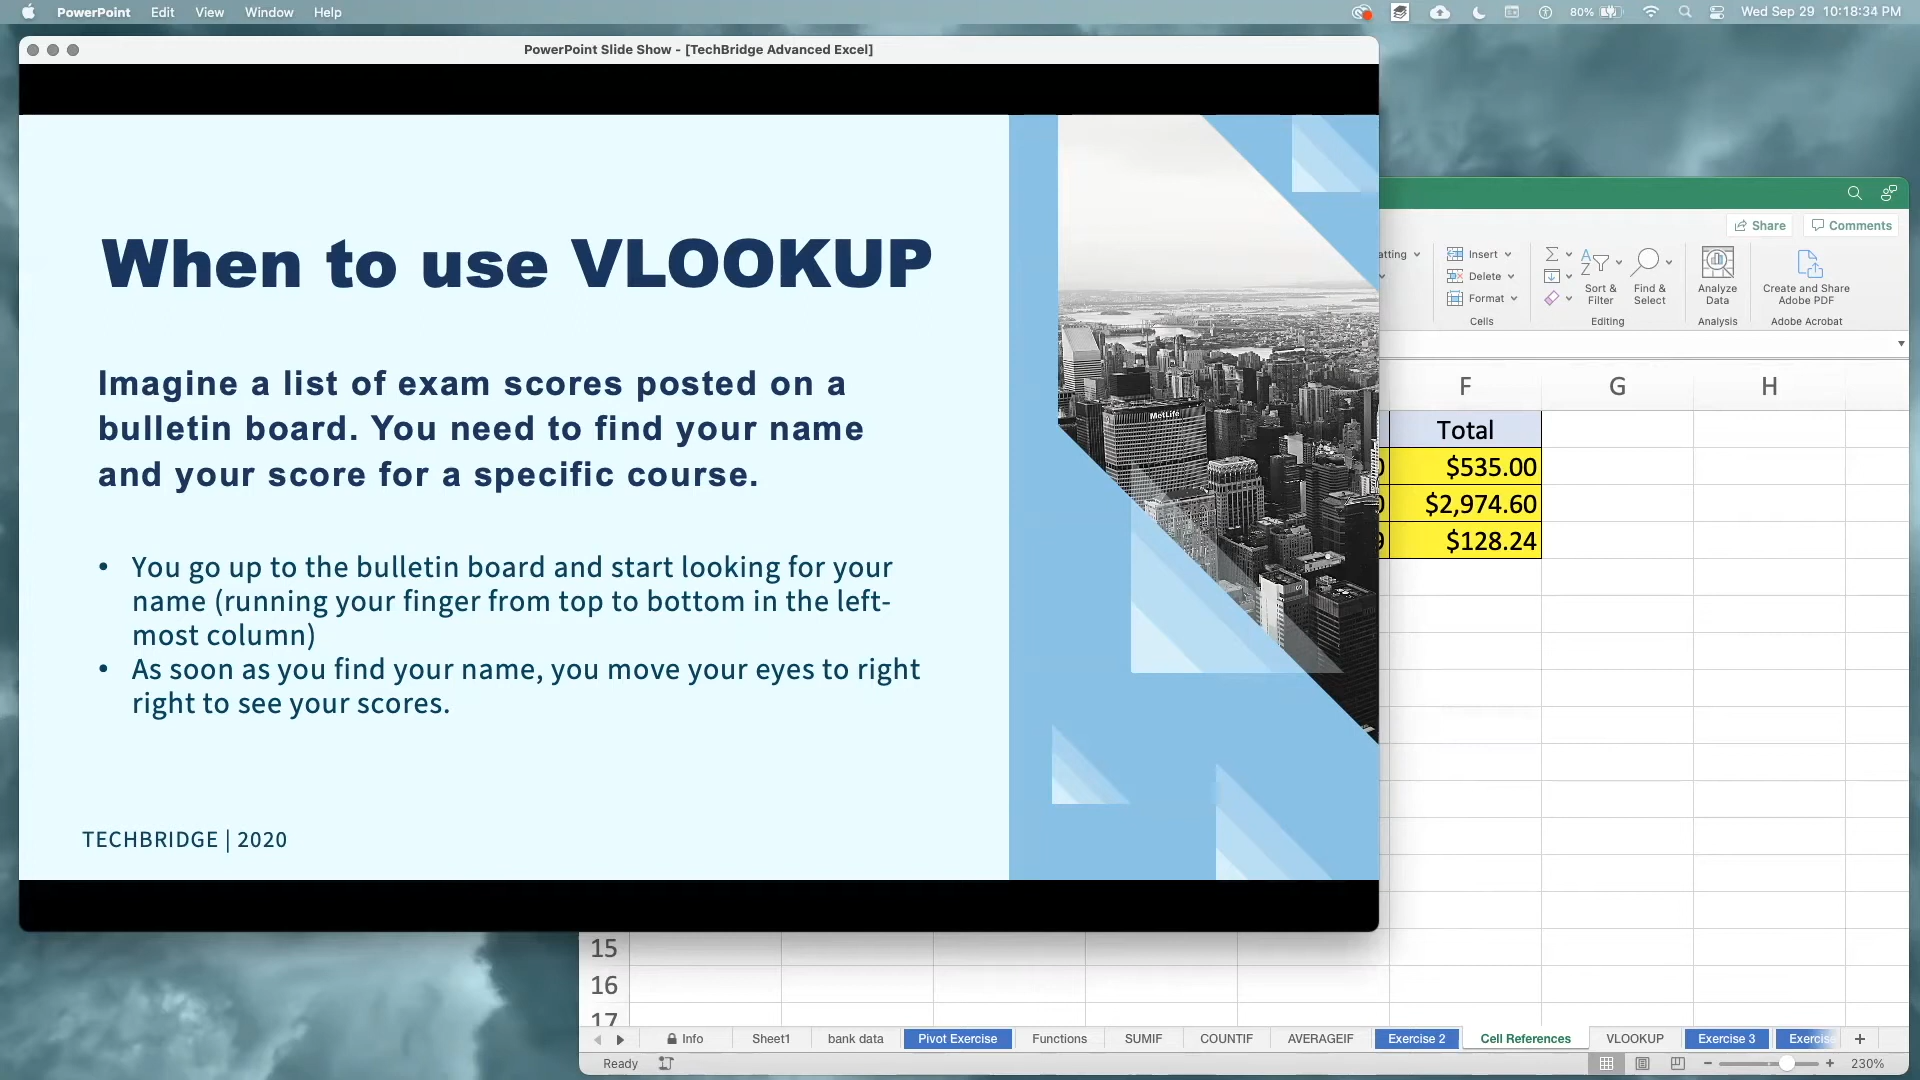 PowerPoint Edit View Window Help
80% Wed Sep 29 10:18:34 PM
PowerPoint Slide Show - [TechBridge Advanced Excel]
When to use VLOOKUP
Imagine a list of exam scores posted on a
bulletin board. You need to find your name
and your score for a specific course.
• You go up to the bulletin board and start looking for your
name (running your finger from top to bottom in the left-
most column)
• As soon as you find your name, you move your eyes to right
right to see your scores.
TECHBRIDGE | 2020
MetLife
Share Comments
atting
Insert
Delete
Format
Cells
Sort &
Filter
Find &
Select
Editing
Analyze
Data
Analysis
Create and Share
Adobe PDF
Adobe Acrobat
F G H
Total
0 $535.00
0 $2,974.60
9 $128.24
15
16
17
Info Sheet1 bank data Pivot Exercise Functions SUMIF COUNTIF AVERAGEIF Exercise 2 Cell References VLOOKUP Exercise 3 Exercise +
Ready
230%